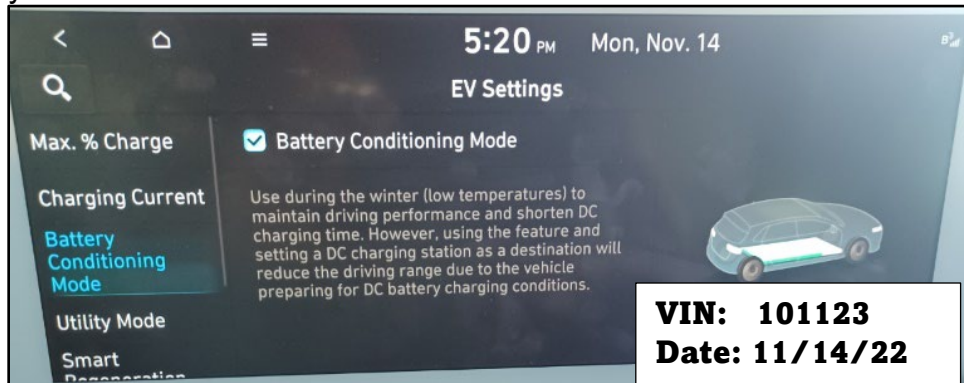 5:20 PM Mon, Nov. 14
EV Settings
Max. % Charge
Charging Current
Battery
Conditioning
Mode
Utility Mode
Smart
Regeneration
Battery Conditioning Mode
Use during the winter (low temperatures) to
maintain driving performance and shorten DC
charging time. However, using the feature and
setting a DC charging station as a destination will
reduce the driving range due to the vehicle
preparing for DC battery charging conditions.
VIN: 101123
Date: 11/14/22